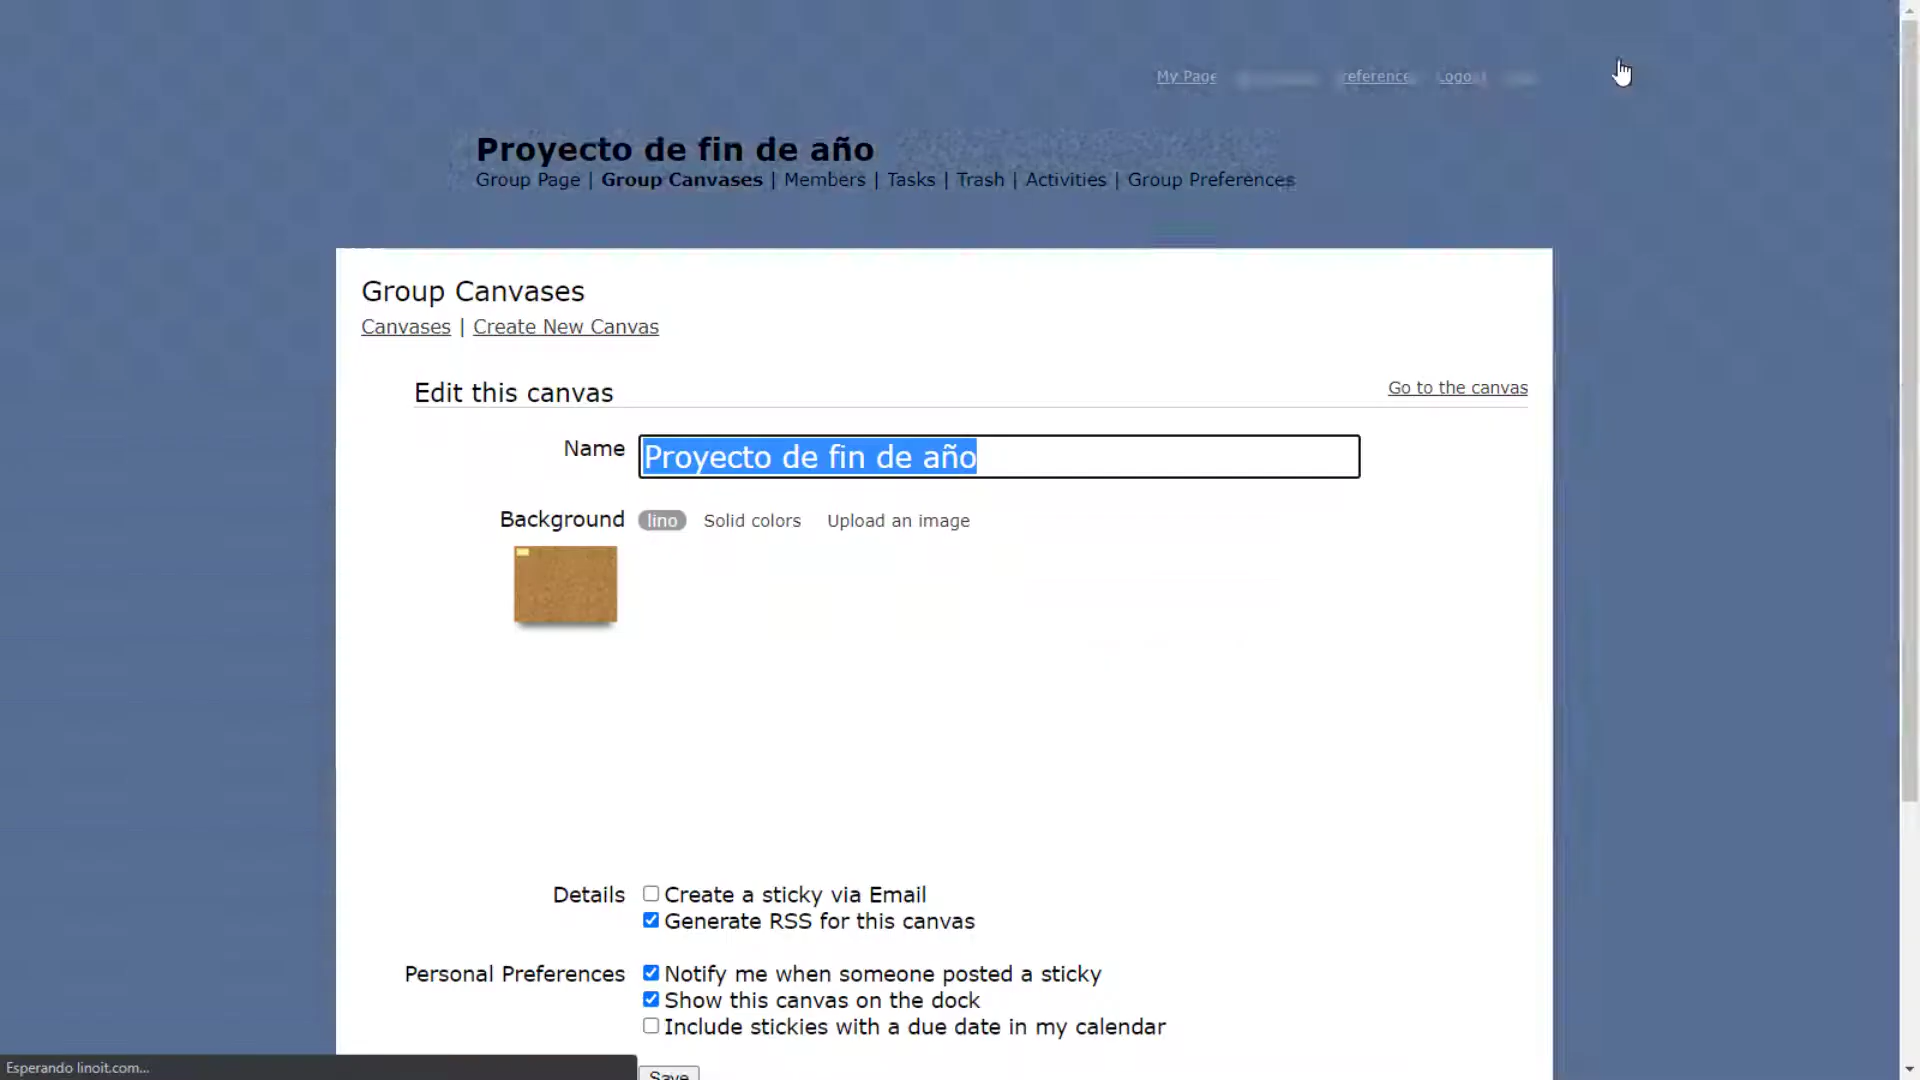 My Page
Proyecto de fin de año
Group Page | Group Canvases | Members | Tasks | Trash | Activities | Group Preferences
Group Canvases
Canvases | Create New Canvas
Edit this canvas
Go to the canvas
Name Proyecto de fin de año
Background lino Solid colors Upload an image
Details Create a sticky via Email
Generate RSS for this canvas
Personal Preferences Notify me when someone posted a sticky
Show this canvas on the dock
Include stickies with a due date in my calendar
Save
Esperando linoit.com...